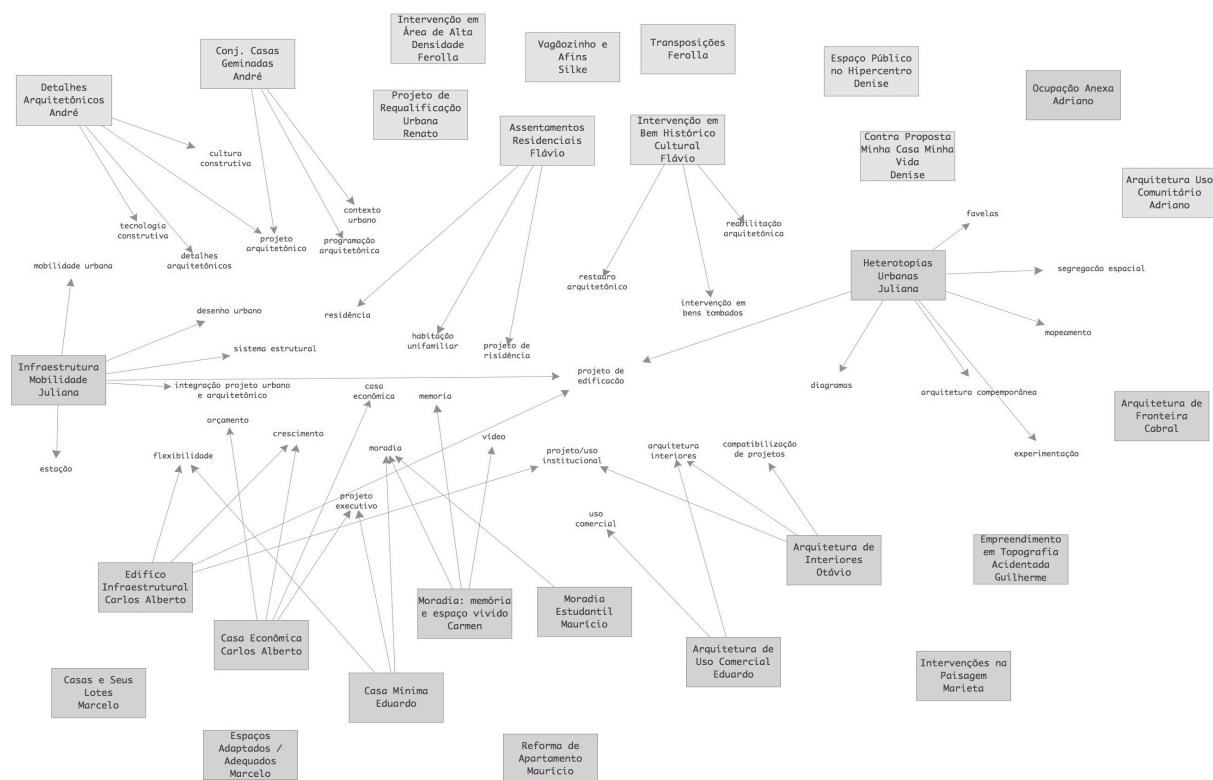 Intervenção em
Área de Alta
Densidade
Ferolla
Vagãozinho e
Afins
Silke
Transposições
Ferolla
Conj. Casas
Geminadas
André
Espaço Público
no Hipercentro
Denise
Ocupação Anexa
Adriano
Detalhes
Arquitetônicos
André
Projeto de
Requalificação
Urbana
Renato
Assentamentos
Residenciais
Flávio
Intervenção em
Bem Histórico
Cultural
Flávio
Contra Proposta
Minha Casa Minha
Vida
Denise
Arquitetura Uso
Comunitário
Adriano
cultura
construtiva
tecnologia
construtiva
detalhes
arquitetônicos
projeto
arquitetônico
contexto
urbano
programação
arquitetônica
reabilitação
arquitetônica
favelas
mobilidade urbana
restauro
arquitetônico
intervenção em
bens tombados
Heterotopias
Urbanas
Juliana
segregacão espacial
desenho urbano
residência
habitação
unifamiliar
projeto de
risidência
mapeamento
sistema estrutural
Infraestrutura
Mobilidade
Juliana
integração projeto urbano
e arquitetônico
casa
econômica
memoria
projeto de
edificacão
diagramas
arquitetura compemporânea
Arquitetura de
Fronteira
Cabral
estação
orçamento
crescimento
flexibilidade
moradia
video
projeto/uso
institucional
arquitetura
interiores
compatibilização
de projetos
experimentação
projeto
executivo
uso
comercial
Edifíco
Infraestrutural
Carlos Alberto
Arquitetura de
Interiores
Otávio
Empreendimento
em Topografia
Acidentada
Guilherme
Casa Econômica
Carlos Alberto
Moradia: memória
e espaço vivido
Carmen
Moradia
Estudantil
Maurício
Arquitetura de
Uso Comercial
Eduardo
Intervenções na
Paisagem
Marieta
Casas e Seus
Lotes
Marcelo
Casa Mínima
Eduardo
Espaços
Adaptados /
Adequados
Marcelo
Reforma de
Apartamento
Maurício